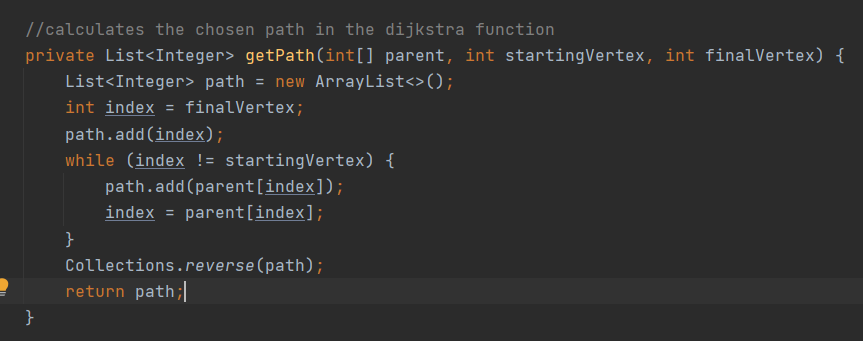 //calculates the chosen path in the dijkstra function
private List<Integer> getPath(int[] parent, int startingVertex, int finalVertex) {
    List<Integer> path = new ArrayList<>();
    int index = finalVertex;
    path.add(index);
    while (index != startingVertex) {
        path.add(parent[index]);
        index = parent[index];
    }
    Collections.reverse(path);
    return path;
}